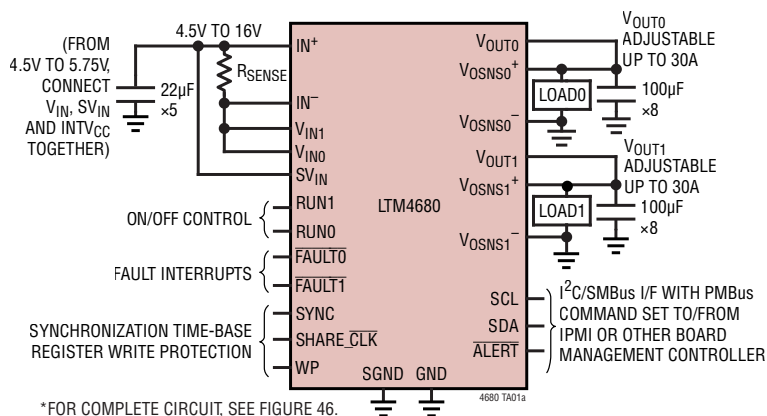 4.5V TO 16V
(FROM
4.5V TO 5.75V,
CONNECT
VIN, SVIN
AND INTVCC
TOGETHER)
22µF
×5
RSENSE
IN+
IN–
VIN1
VIN0
SVIN
RUN1
RUN0
FAULT0
FAULT1
SYNC
SHARE_CLK
WP
ON/OFF CONTROL
FAULT INTERRUPTS
SYNCHRONIZATION TIME-BASE
REGISTER WRITE PROTECTION
LTM4680
SGND
GND
VOUT0
VOSNS0+
VOSNS0–
VOUT1
VOSNS1+
VOSNS1–
SCL
SDA
ALERT
VOUT0
ADJUSTABLE
UP TO 30A
LOAD0
100µF
×8
VOUT1
ADJUSTABLE
UP TO 30A
LOAD1
100µF
×8
I2C/SMBus I/F WITH PMBus
COMMAND SET TO/FROM
IPMI OR OTHER BOARD
MANAGEMENT CONTROLLER
4680 TA01a
*FOR COMPLETE CIRCUIT, SEE FIGURE 46.